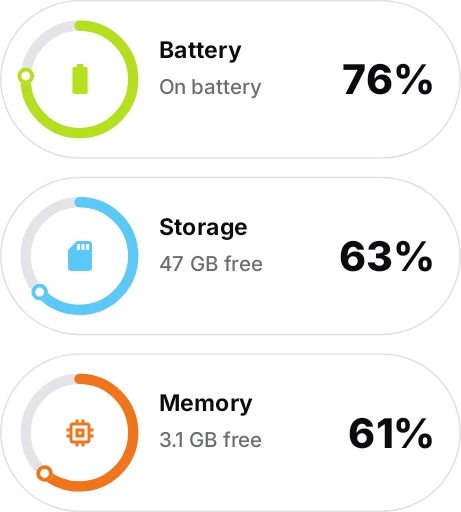 Battery
On battery
76%
Storage
47 GB free
63%
Memory
3.1 GB free
61%